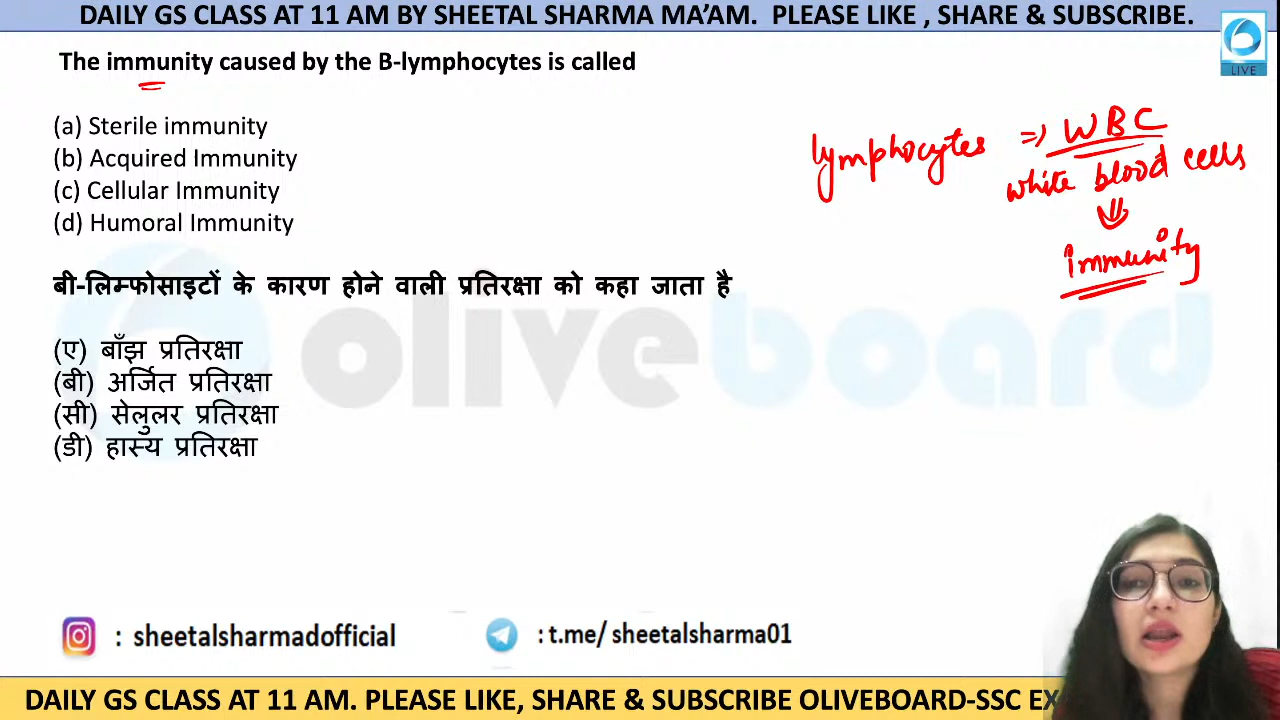 DAILY GS CLASS AT 11 AM BY SHEETAL SHARMA MA’AM. PLEASE LIKE , SHARE & SUBSCRIBE.
LIVE
The immunity caused by the B-lymphocytes is called
(a) Sterile immunity
(b) Acquired Immunity
(c) Cellular Immunity
(d) Humoral Immunity
lymphocytes ⇒ WBC
white blood cells
⇓
Immunity
बी-लिम्फोसाइटों के कारण होने वाली प्रतिरक्षा को कहा जाता है
(ए) बाँझ प्रतिरक्षा
(बी) अर्जित प्रतिरक्षा
(सी) सेलुलर प्रतिरक्षा
(डी) हास्य प्रतिरक्षा
oliveboard
: sheetalsharmadofficial
: t.me/ sheetalsharma01
DAILY GS CLASS AT 11 AM. PLEASE LIKE, SHARE & SUBSCRIBE OLIVEBOARD-SSC EX